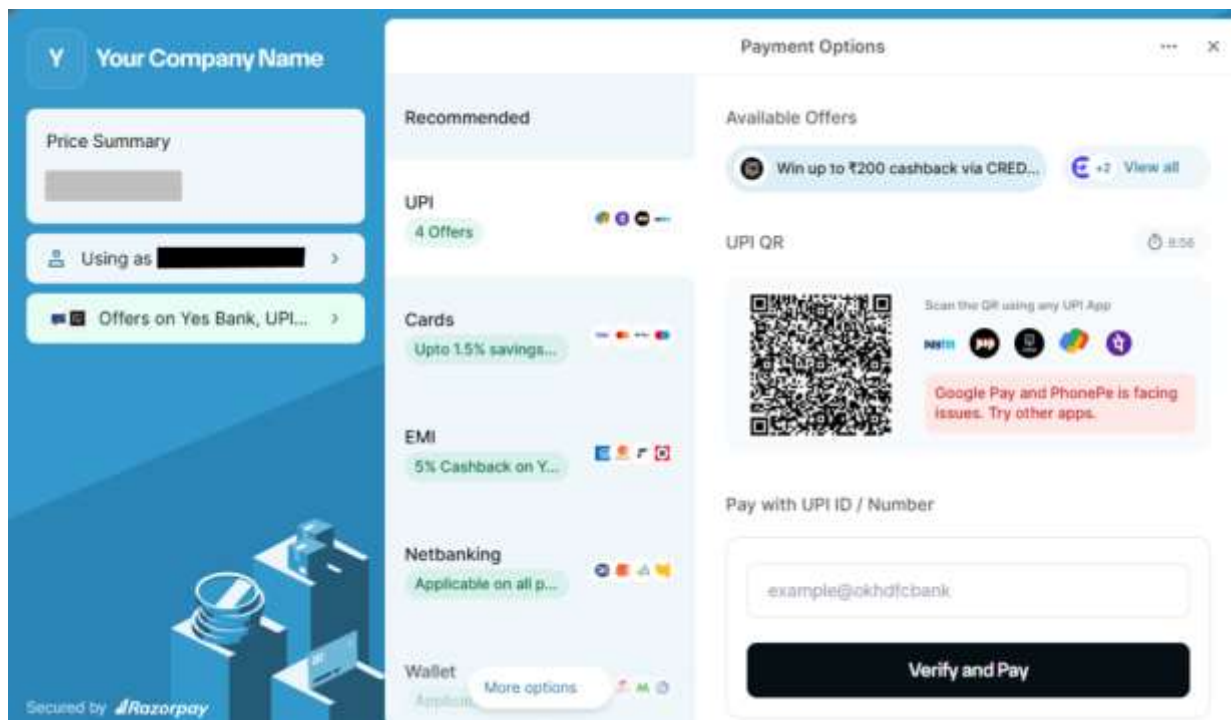 Y
Your Company Name
Price Summary
Using as
Offers on Yes Bank, UPI...
Secured by Razorpay
Payment Options
Recommended
UPI
4 Offers
Cards
Upto 1.5% savings...
EMI
5% Cashback on Y...
Netbanking
Applicable on all p...
Wallet
More options
Available Offers
Win up to ₹200 cashback via CRED...
+2 View all
UPI QR
8:56
Scan the QR using any UPI App
paytm
pop
Google Pay and PhonePe is facing
issues. Try other apps.
Pay with UPI ID / Number
example@okhdfcbank
Verify and Pay